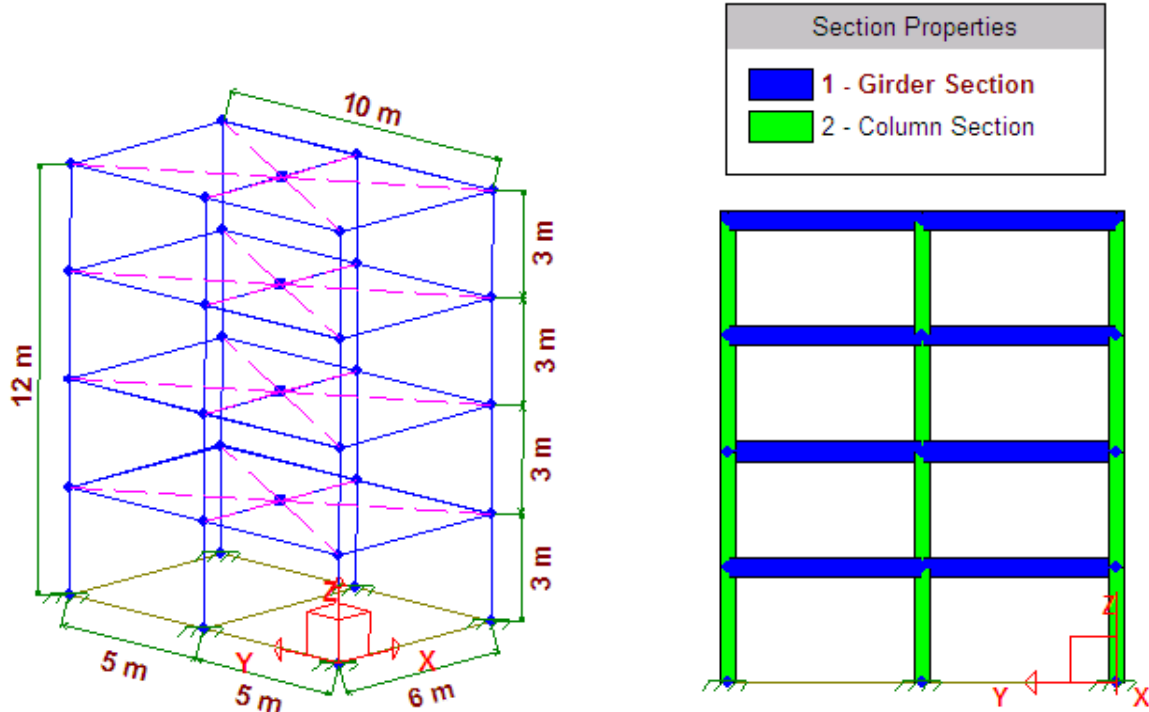 10 m
12 m
3 m
3 m
3 m
3 m
Z
Y
X
5 m
5 m
6 m
Section Properties
1 - Girder Section
2 - Column Section
Z
Y
X